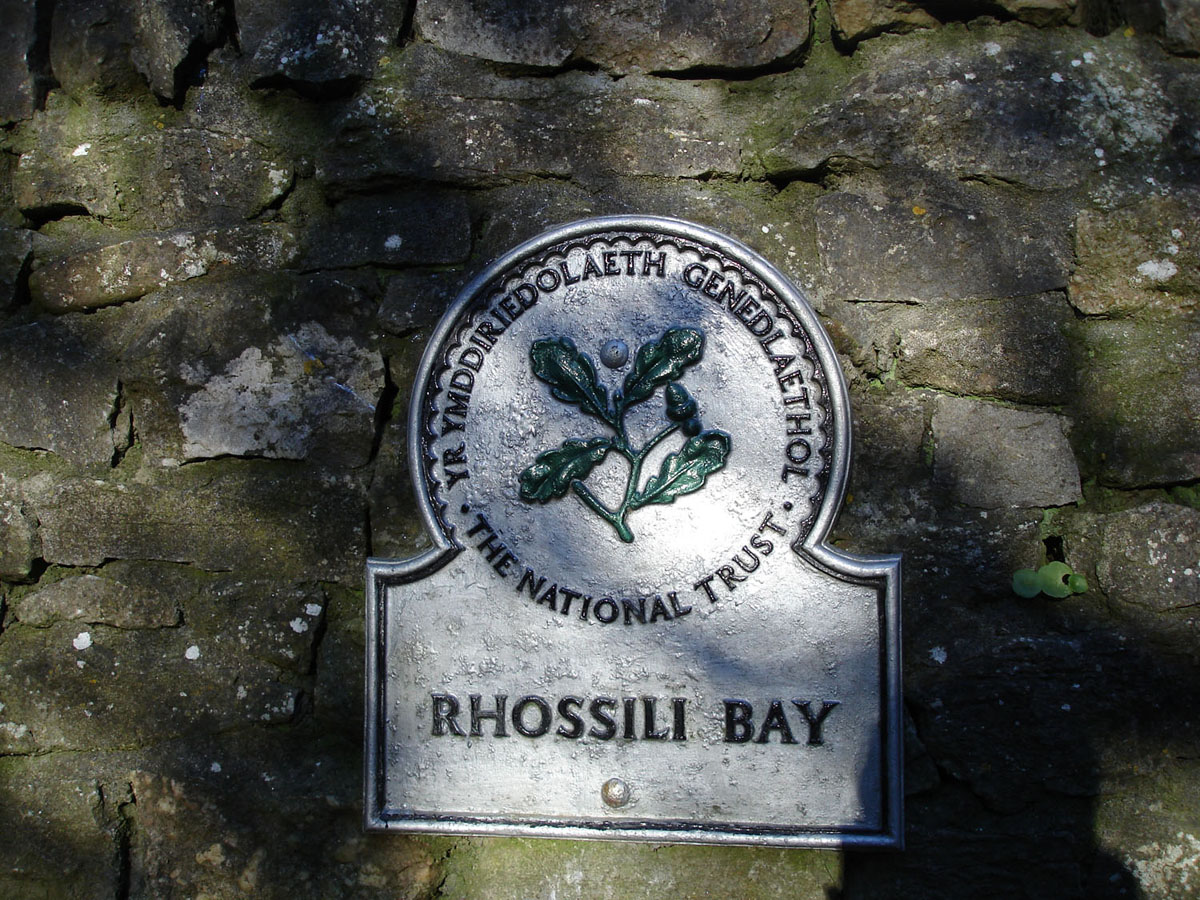 YR YMDDIRIEDOLAETH GENEDLAETHOL
· THE NATIONAL TRUST ·
RHOSSILI BAY